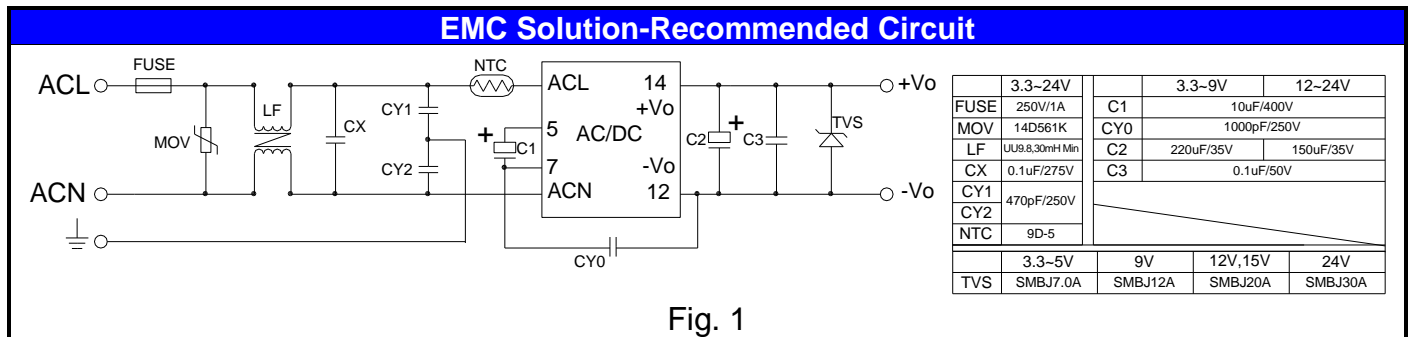 EMC Solution-Recommended Circuit
FUSE
ACL
MOV
LF
CX
CY1
CY2
NTC
ACN
ACL 14
+Vo
5
AC/DC
7
-Vo
ACN 12
+
C1
CY0
C2
+
C3
TVS
+Vo
-Vo
3.3~24V 3.3~9V 12~24V
FUSE 250V/1A C1 10uF/400V
MOV 14D561K CY0 1000pF/250V
LF UU9.8,30mH Min C2 220uF/35V 150uF/35V
CX 0.1uF/275V C3 0.1uF/50V
CY1 470pF/250V
CY2
NTC 9D-5
3.3~5V 9V 12V,15V 24V
TVS SMBJ7.0A SMBJ12A SMBJ20A SMBJ30A
Fig. 1